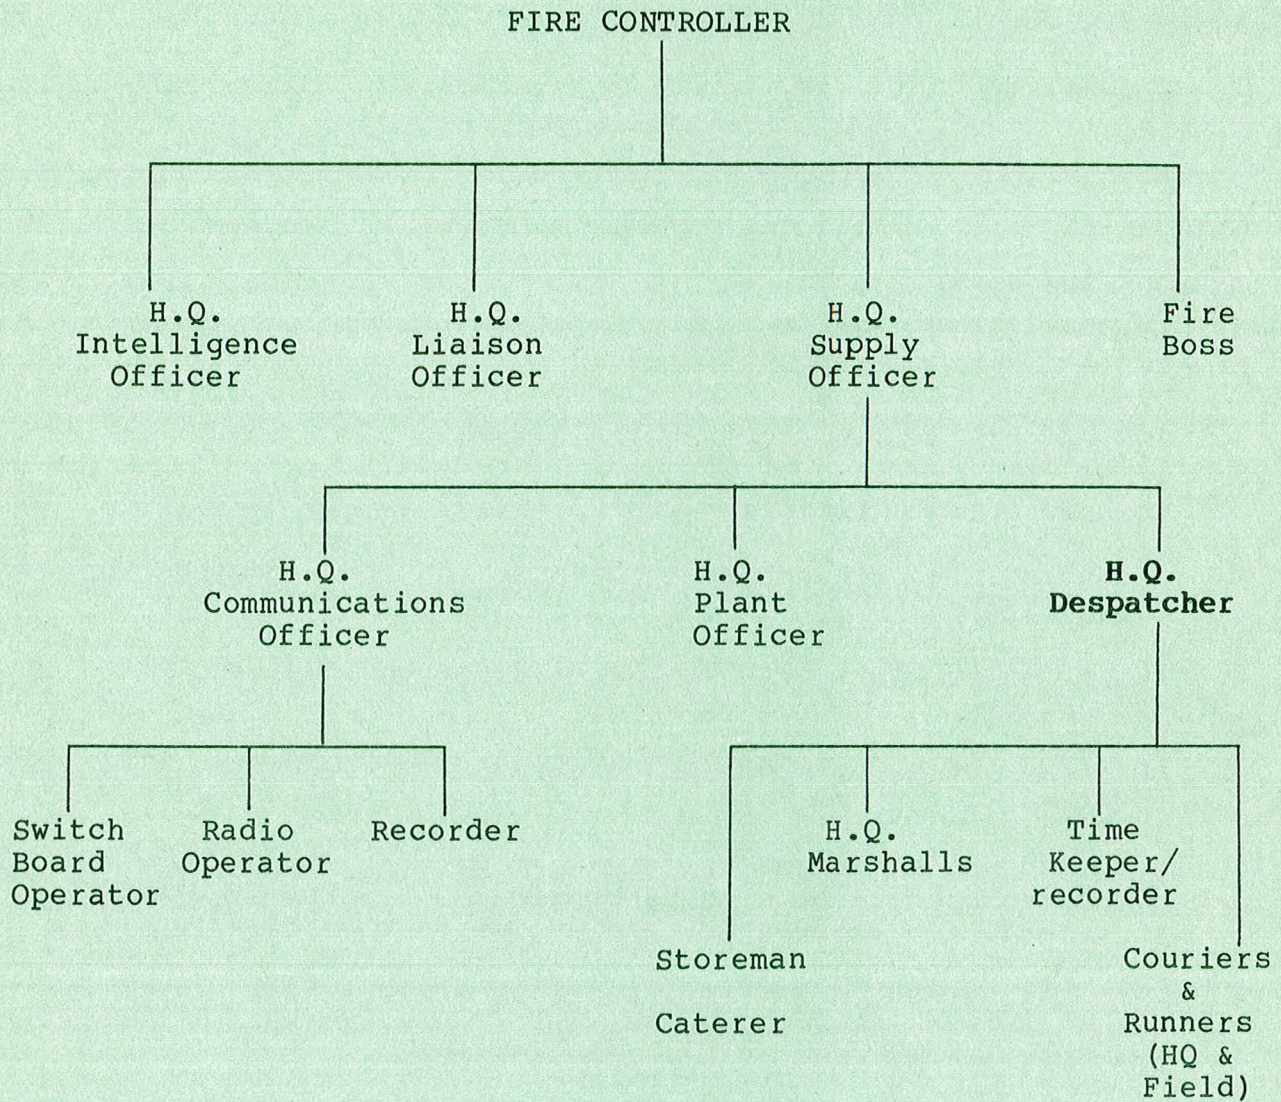 FIRE CONTROLLER
H.Q.
Intelligence
Officer
H.Q.
Liaison
Officer
H.Q.
Supply
Officer
Fire
Boss
H.Q.
Communications
Officer
H.Q.
Plant
Officer
H.Q.
Despatcher
Switch
Board
Operator
Radio
Operator
Recorder
H.Q.
Marshalls
Time
Keeper/
recorder
Storeman
Caterer
Couriers
&
Runners
(HQ &
Field)